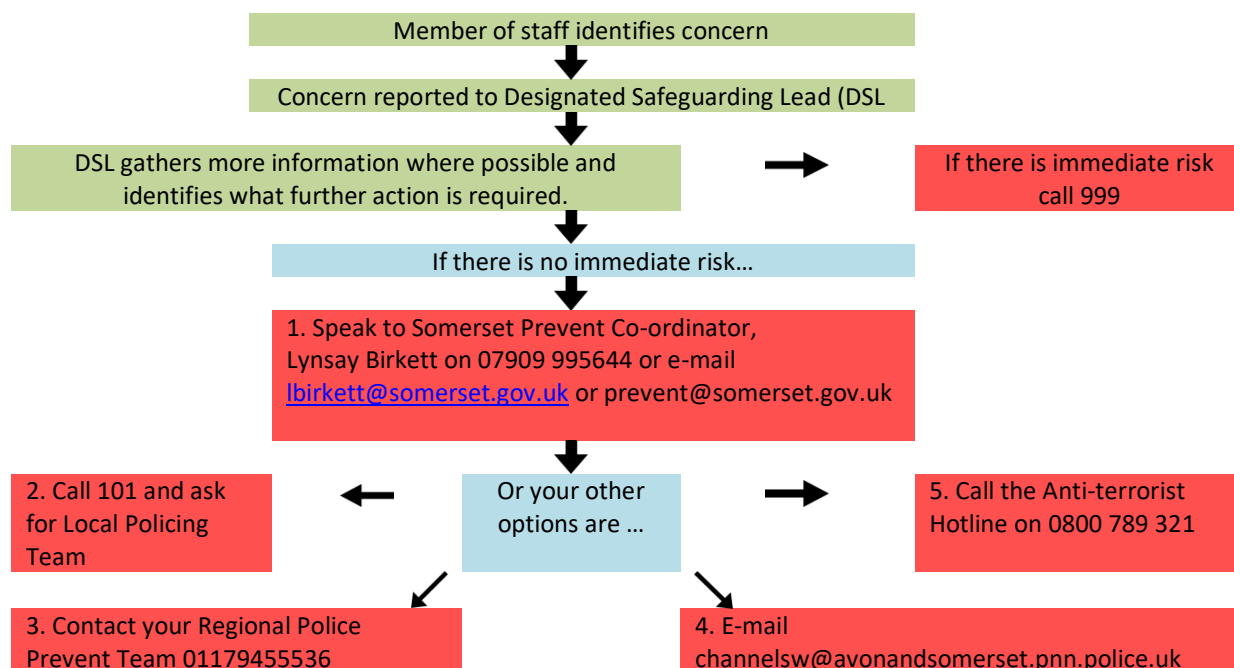 Member of staff identifies concern
Concern reported to Designated Safeguarding Lead (DSL
DSL gathers more information where possible and
identifies what further action is required.
If there is immediate risk
call 999
If there is no immediate risk…
1. Speak to Somerset Prevent Co-ordinator,
Lynsay Birkett on 07909 995644 or e-mail
lbirkett@somerset.gov.uk or prevent@somerset.gov.uk
Or your other
options are …
2. Call 101 and ask
for Local Policing
Team
5. Call the Anti-terrorist
Hotline on 0800 789 321
3. Contact your Regional Police
Prevent Team 01179455536
4. E-mail
channelsw@avonandsomerset.pnn.police.uk